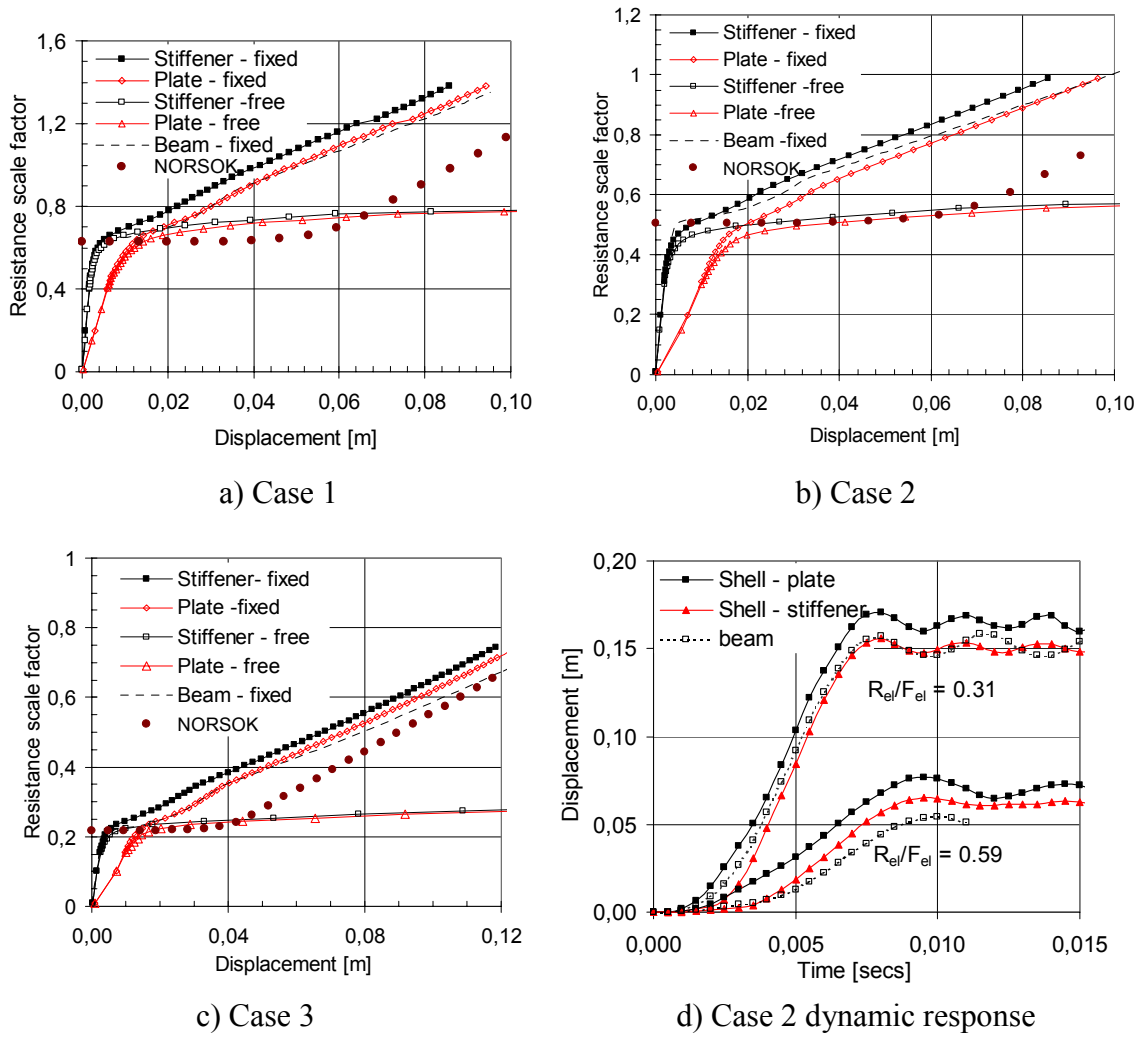 1,6
1.2
0,8
0,4
0
0,00
0,02
0,04
0,06
0,08
0,10
Resistance scale factor
Displacement [m]
Stiffener - fixed
Plate - fixed
Stiffener -free
Plate - free
Beam - fixed
NORSOK
a) Case 1
1,2
1
0,8
0,6
0,4
0,2
0
0,00
0,02
0,04
0,06
0,08
0,10
Resistance scale factor
Displacement [m]
Stiffener - fixed
Plate - fixed
Stiffener -free
Plate - free
Beam -fixed
NORSOK
b) Case 2
1
0,8
0,6
0,4
0,2
0
0,00
0,04
0,08
0,12
Resistance scale factor
Displacement [m]
Stiffener- fixed
Plate -fixed
Stiffener - free
Plate - free
Beam - fixed
NORSOK
c) Case 3
0,20
0,15
0,10
0,05
0,00
0,000
0,005
0,010
0,015
Displacement [m]
Time [secs]
Shell - plate
Shell - stiffener
beam
Rel/Fel = 0.31
Rel/Fel = 0.59
d) Case 2 dynamic response